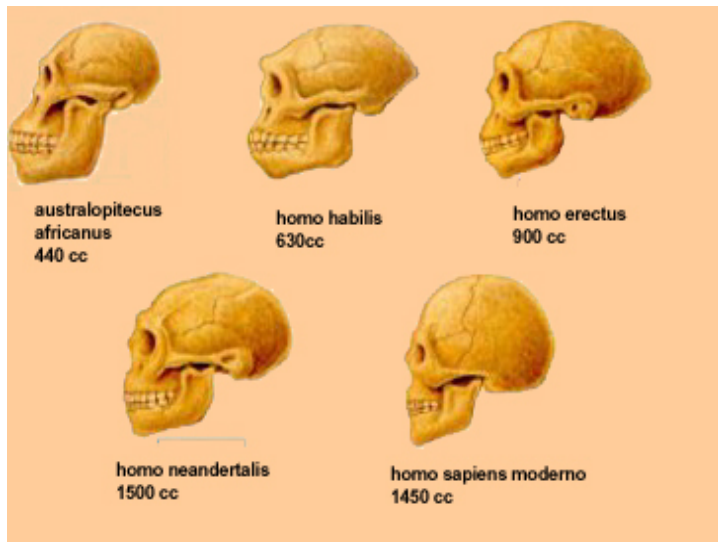 australopitecus
africanus
440 cc
homo habilis
630cc
homo erectus
900 cc
homo neandertalis
1500 cc
homo sapiens moderno
1450 cc